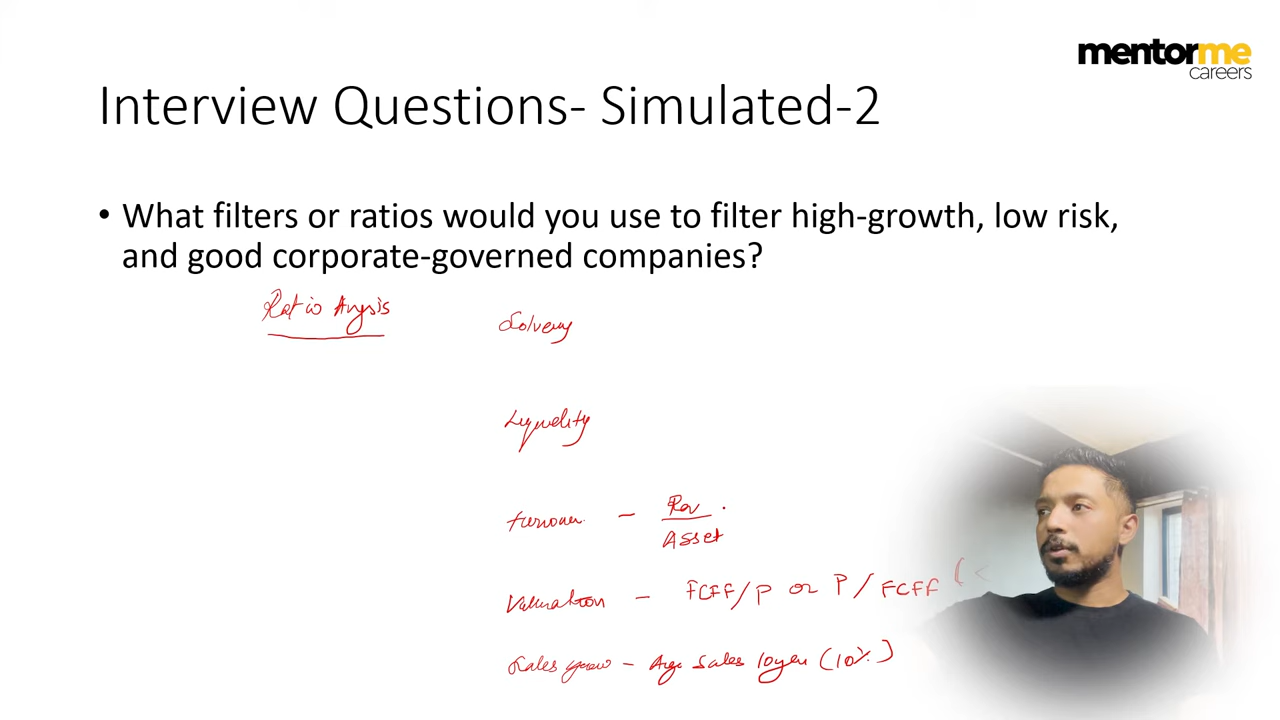 mentorme
careers
Interview Questions- Simulated-2
• What filters or ratios would you use to filter high-growth, low risk,
and good corporate-governed companies?
Ratio
Solvency
Liquidity
turnover - Rev
Asset
Valuation - FCFF/P or P/FCFF (<
Sales - Avg sales 10yrs (10%)